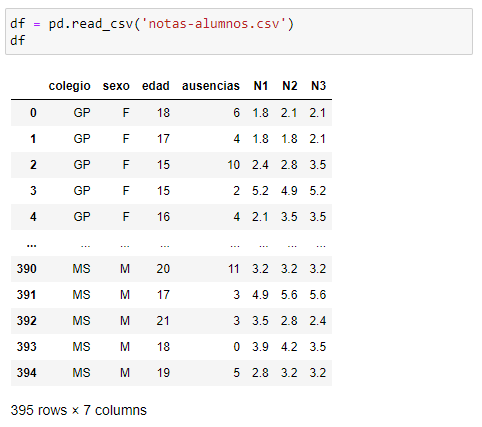 df = pd.read_csv('notas-alumnos.csv')
df
colegio sexo edad ausencias N1 N2 N3
0 GP F 18 6 1.8 2.1 2.1
1 GP F 17 4 1.8 1.8 2.1
2 GP F 15 10 2.4 2.8 3.5
3 GP F 15 2 5.2 4.9 5.2
4 GP F 16 4 2.1 3.5 3.5
... ... ... ... ... ... ... ...
390 MS M 20 11 3.2 3.2 3.2
391 MS M 17 3 4.9 5.6 5.6
392 MS M 21 3 3.5 2.8 2.4
393 MS M 18 0 3.9 4.2 3.5
394 MS M 19 5 2.8 3.2 3.2
395 rows × 7 columns